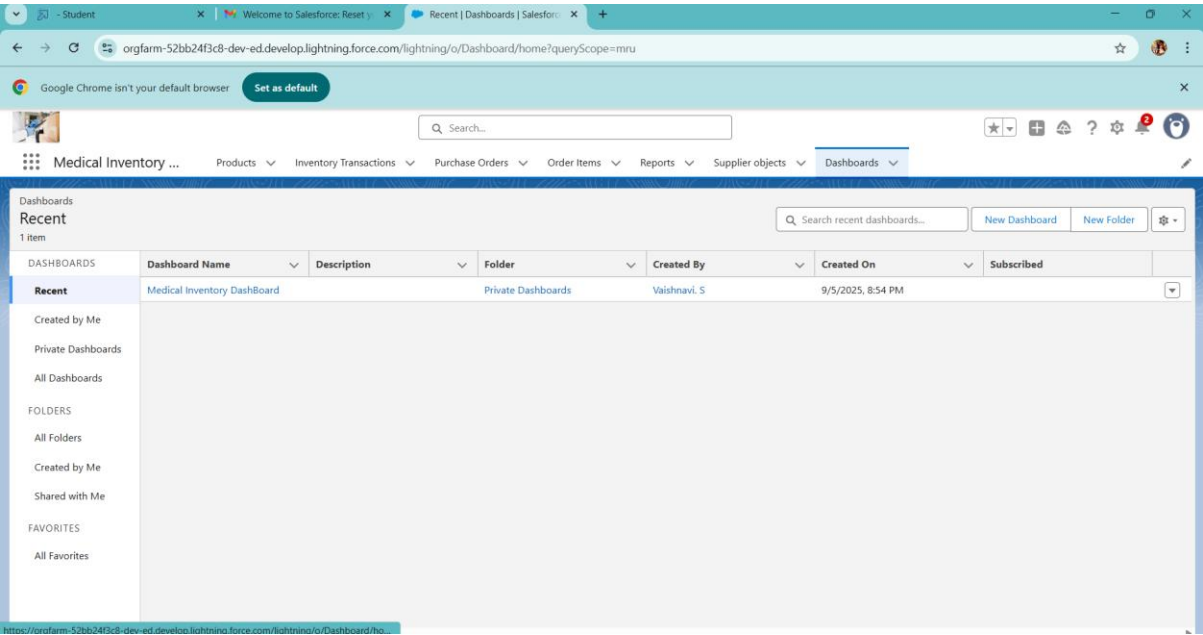 - Student
Welcome to Salesforce: Reset y
Recent | Dashboards | Salesforc
orgfarm-52bb24f3c8-dev-ed.develop.lightning.force.com/lightning/o/Dashboard/home?queryScope=mru
Google Chrome isn't your default browser Set as default
Search...
2
Medical Inventory ... Products Inventory Transactions Purchase Orders Order Items Reports Supplier objects Dashboards
Dashboards
Recent
1 item
Search recent dashboards...
New Dashboard New Folder
DASHBOARDS Dashboard Name Description Folder Created By Created On Subscribed
Recent Medical Inventory DashBoard Private Dashboards Vaishnavi. S 9/5/2025, 8:54 PM
Created by Me
Private Dashboards
All Dashboards
FOLDERS
All Folders
Created by Me
Shared with Me
FAVORITES
All Favorites
https://orgfarm-52bb24f3c8-dev-ed.develop.lightning.force.com/lightning/o/Dashboard/ho...